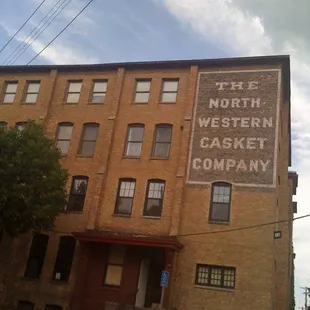 THE
NORTH
WESTERN
CASKET
COMPANY